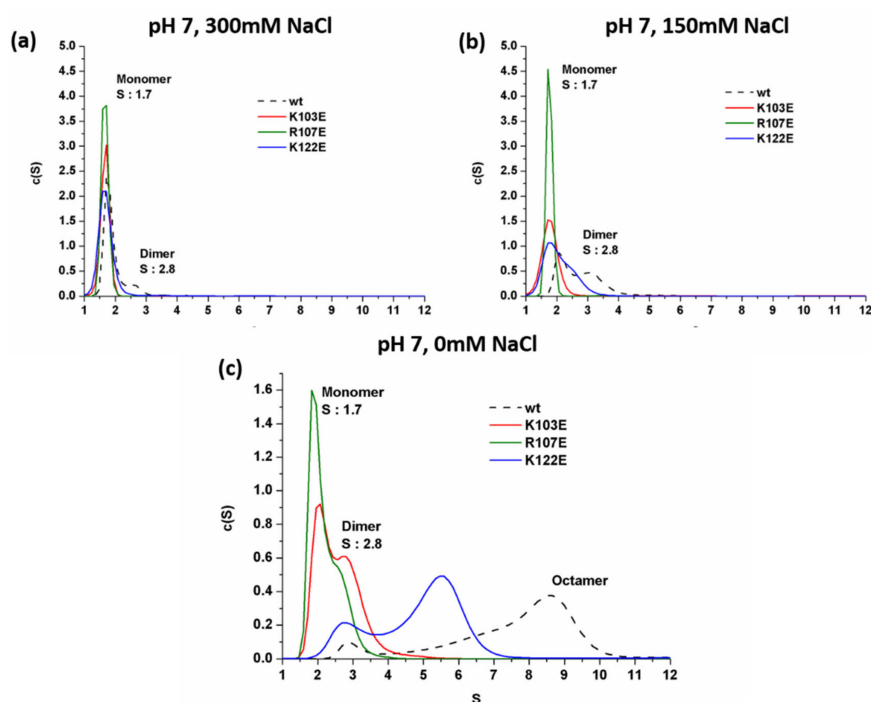 pH 7, 300mM NaCl
(a)
5.0
4.5
4.0
3.5
3.0
2.5
2.0
1.5
1.0
0.5
0.0
c(S)
Monomer
S : 1.7
wt
K103E
R107E
K122E
Dimer
S : 2.8
1 2 3 4 5 6 7 8 9 10 11 12
pH 7, 150mM NaCl
(b)
5.0
4.5
4.0
3.5
3.0
2.5
2.0
1.5
1.0
0.5
0.0
c(S)
Monomer
S : 1.7
wt
K103E
R107E
K122E
Dimer
S : 2.8
1 2 3 4 5 6 7 8 9 10 11 12
pH 7, 0mM NaCl
(c)
1.6
1.4
1.2
1.0
0.8
0.6
0.4
0.2
0.0
c(S)
Monomer
S : 1.7
wt
K103E
R107E
K122E
Dimer
S : 2.8
Octamer
1 2 3 4 5 6 7 8 9 10 11 12
S